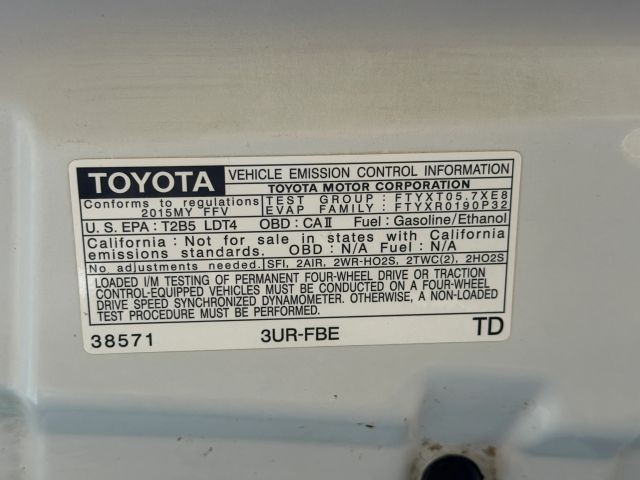 TOYOTA VEHICLE EMISSION CONTROL INFORMATION
TOYOTA MOTOR CORPORATION
Conforms to regulations TEST GROUP : FTYXT05.7XE8
2015MY FFV EVAP FAMILY : FTYXR0190P32
U.S. EPA : T2B5 LDT4 OBD : CAⅡ Fuel : Gasoline/Ethanol
California : Not for sale in states with California
emissions standards. OBD : N/A Fuel : N/A
No adjustments needed. SFI, 2AIR, 2WR-HO2S, 2TWC(2), 2HO2S
LOADED I/M TESTING OF PERMANENT FOUR-WHEEL DRIVE OR TRACTION
CONTROL-EQUIPPED VEHICLES MUST BE CONDUCTED ON A FOUR-WHEEL
DRIVE SPEED SYNCHRONIZED DYNAMOMETER. OTHERWISE, A NON-LOADED
TEST PROCEDURE MUST BE PERFORMED.
38571 3UR-FBE TD